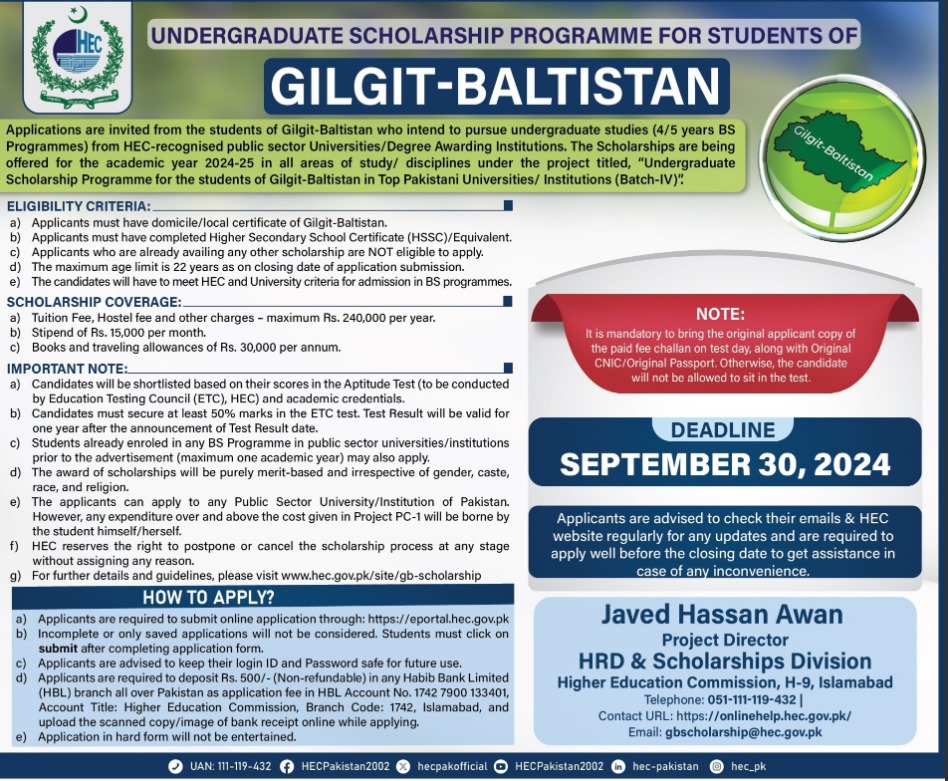 HEC
UNDERGRADUATE SCHOLARSHIP PROGRAMME FOR STUDENTS OF
GILGIT-BALTISTAN
Applications are invited from the students of Gilgit-Baltistan who intend to pursue undergraduate studies (4/5 years BS
Programmes) from HEC-recognised public sector Universities/Degree Awarding Institutions. The Scholarships are being
offered for the academic year 2024-25 in all areas of study/ disciplines under the project titled, "Undergraduate
Scholarship Programme for the students of Gilgit-Baltistan in Top Pakistani Universities/ Institutions (Batch-IV)".
Gilgit-Baltistan
ELIGIBILITY CRITERIA:
a) Applicants must have domicile/local certificate of Gilgit-Baltistan.
b) Applicants must have completed Higher Secondary School Certificate (HSSC)/Equivalent.
c) Applicants who are already availing any other scholarship are NOT eligible to apply.
d) The maximum age limit is 22 years as on closing date of application submission.
e) The candidates will have to meet HEC and University criteria for admission in BS programmes.
SCHOLARSHIP COVERAGE:
a) Tuition Fee, Hostel fee and other charges – maximum Rs. 240,000 per year.
b) Stipend of Rs. 15,000 per month.
c) Books and traveling allowances of Rs. 30,000 per annum.
IMPORTANT NOTE:
a) Candidates will be shortlisted based on their scores in the Aptitude Test (to be conducted
by Education Testing Council (ETC), HEC) and academic credentials.
b) Candidates must secure at least 50% marks in the ETC test. Test Result will be valid for
one year after the announcement of Test Result date.
c) Students already enroled in any BS Programme in public sector universities/institutions
prior to the advertisement (maximum one academic year) may also apply.
d) The award of scholarships will be purely merit-based and irrespective of gender, caste,
race, and religion.
e) The applicants can apply to any Public Sector University/Institution of Pakistan.
However, any expenditure over and above the cost given in Project PC-1 will be borne by
the student himself/herself.
f) HEC reserves the right to postpone or cancel the scholarship process at any stage
without assigning any reason.
g) For further details and guidelines, please visit www.hec.gov.pk/site/gb-scholarship
HOW TO APPLY?
a) Applicants are required to submit online application through: https://eportal.hec.gov.pk
b) Incomplete or only saved applications will not be considered. Students must click on
submit after completing application form.
c) Applicants are advised to keep their login ID and Password safe for future use.
d) Applicants are required to deposit Rs. 500/- (Non-refundable) in any Habib Bank Limited
(HBL) branch all over Pakistan as application fee in HBL Account No. 1742 7900 133401,
Account Title: Higher Education Commission, Branch Code: 1742, Islamabad, and
upload the scanned copy/image of bank receipt online while applying.
e) Application in hard form will not be entertained.
NOTE:
It is mandatory to bring the original applicant copy of
the paid fee challan on test day, along with Original
CNIC/Original Passport. Otherwise, the candidate
will not be allowed to sit in the test.
DEADLINE
SEPTEMBER 30, 2024
Applicants are advised to check their emails & HEC
website regularly for any updates and are required to
apply well before the closing date to get assistance in
case of any inconvenience.
Javed Hassan Awan
Project Director
HRD & Scholarships Division
Higher Education Commission, H-9, Islamabad
Telephone: 051-111-119-432 |
Contact URL: https://onlinehelp.hec.gov.pk/
Email: gbscholarship@hec.gov.pk
UAN: 111-119-432 HECPakistan2002 hecpakofficial HECPakistan2002 hec-pakistan hec_pk